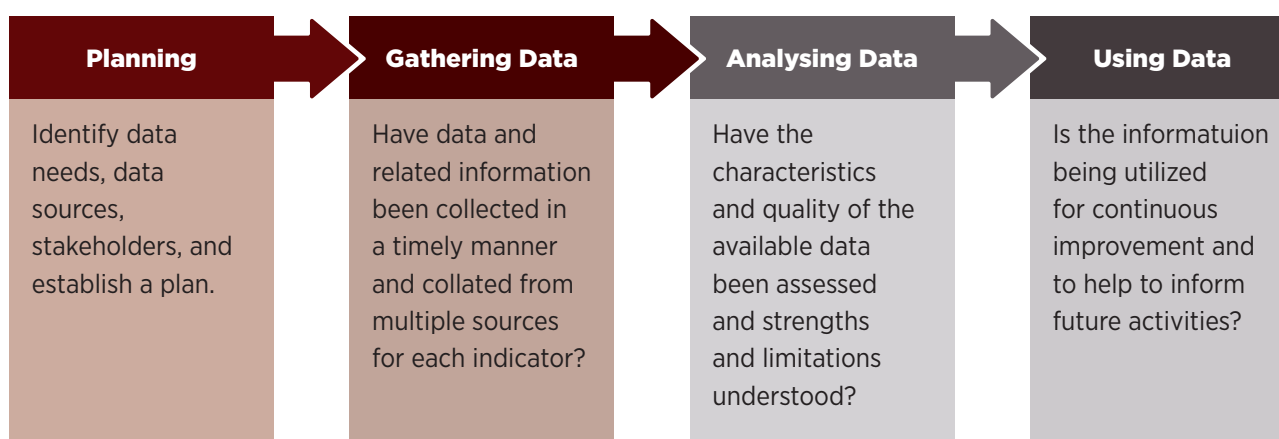 Planning
Identify data
needs, data
sources,
stakeholders, and
establish a plan.
Gathering Data
Have data and
related information
been collected in
a timely manner
and collated from
multiple sources
for each indicator?
Analysing Data
Have the
characteristics
and quality of the
available data
been assessed
and strengths
and limitations
understood?
Using Data
Is the informatuion
being utilized
for continuous
improvement and
to help to inform
future activities?